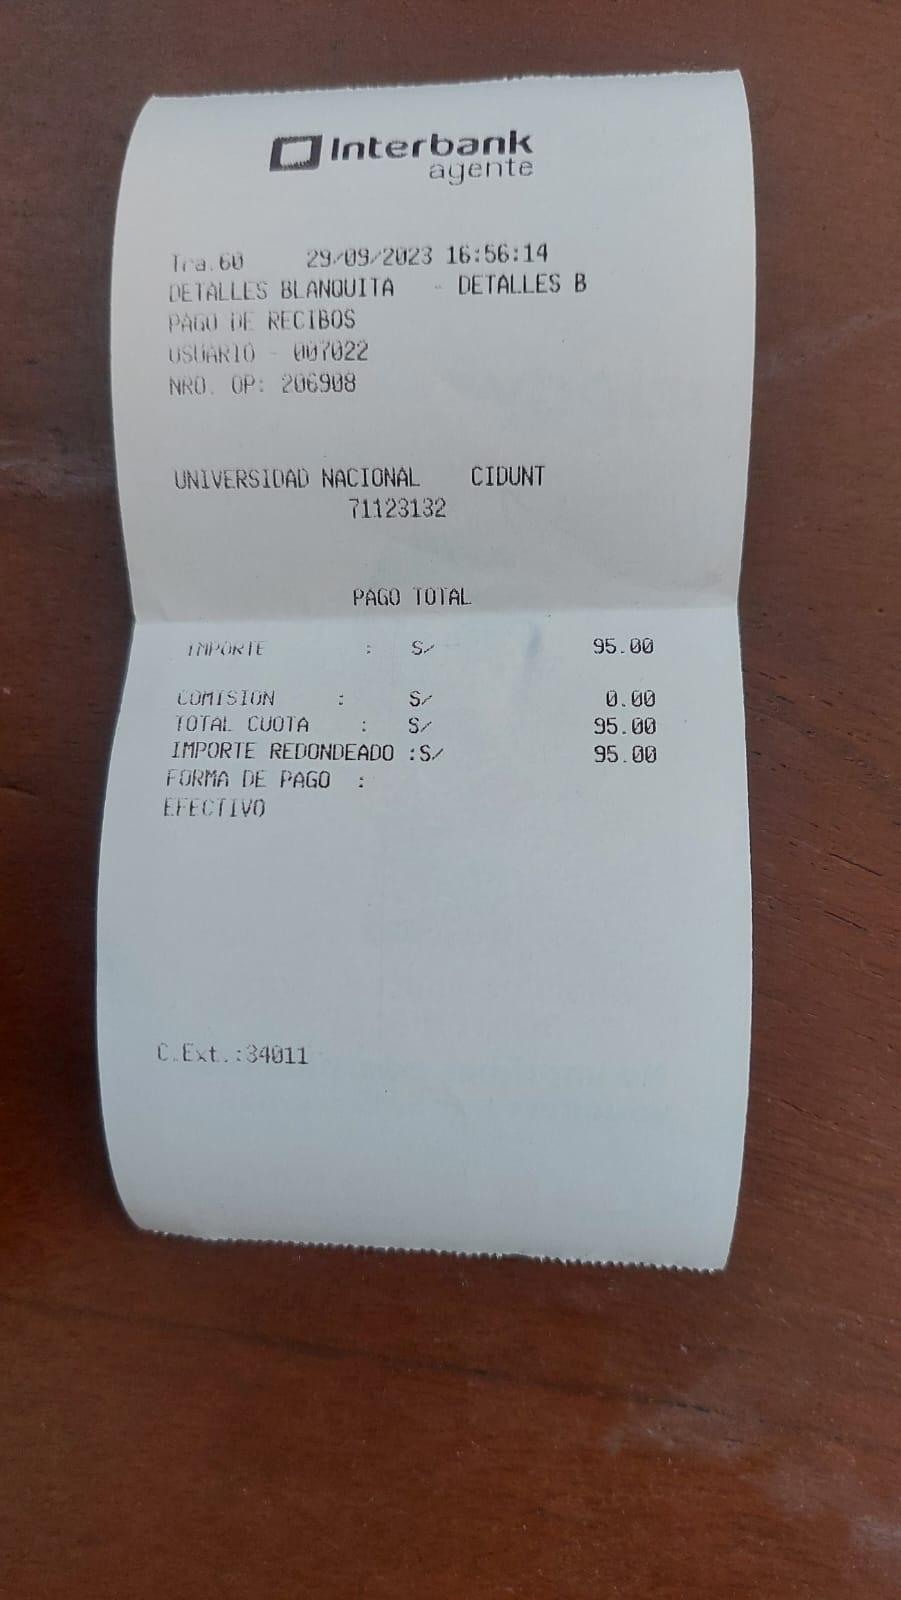 Interbank
agente
Tra.60 29/09/2023 16:56:14
DETALLES BLANQUITA - DETALLES B
PAGO DE RECIBOS
USUARIO - 007022
NRO. OP: 206908
UNIVERSIDAD NACIONAL CIDUNT
71123132
PAGO TOTAL
IMPORTE : S/ 95.00
COMISION : S/ 0.00
TOTAL CUOTA : S/ 95.00
IMPORTE REDONDEADO :S/ 95.00
FORMA DE PAGO :
EFECTIVO
C.Ext.:34011